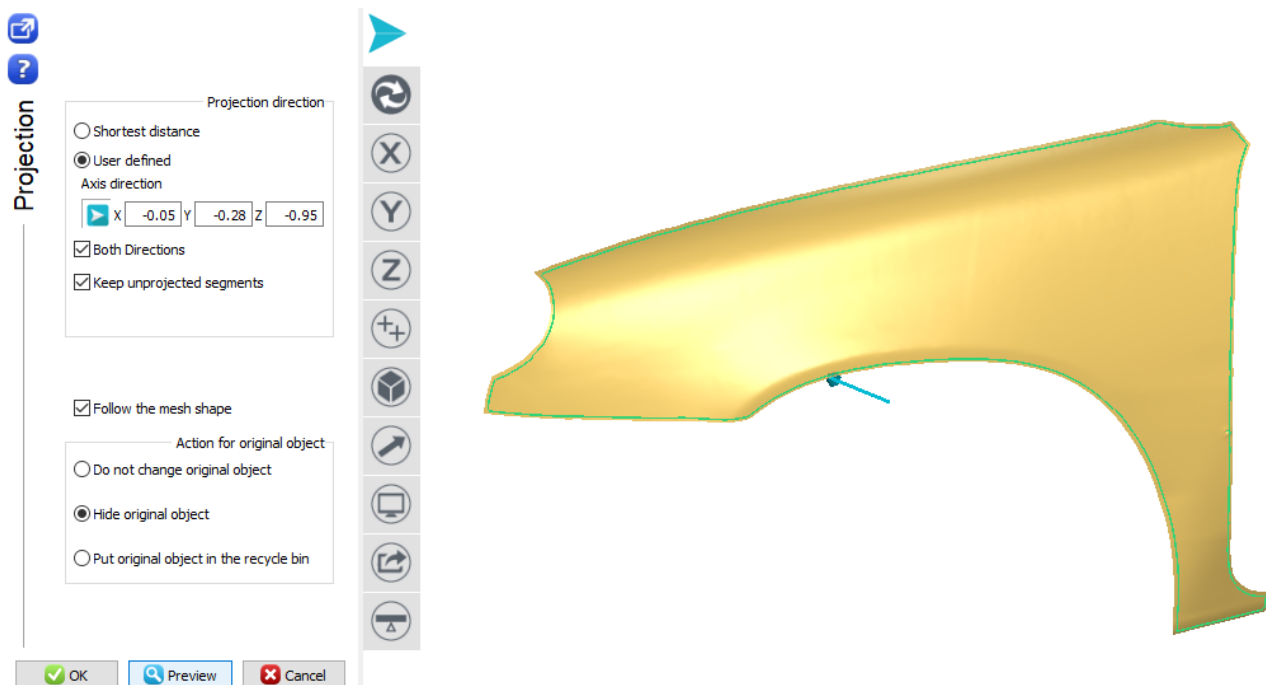 Projection
Projection direction
Shortest distance
User defined
Axis direction
X -0.05 Y -0.28 Z -0.95
Both Directions
Keep unprojected segments
Follow the mesh shape
Action for original object
Do not change original object
Hide original object
Put original object in the recycle bin
OK Preview Cancel
?
X
Y
Z